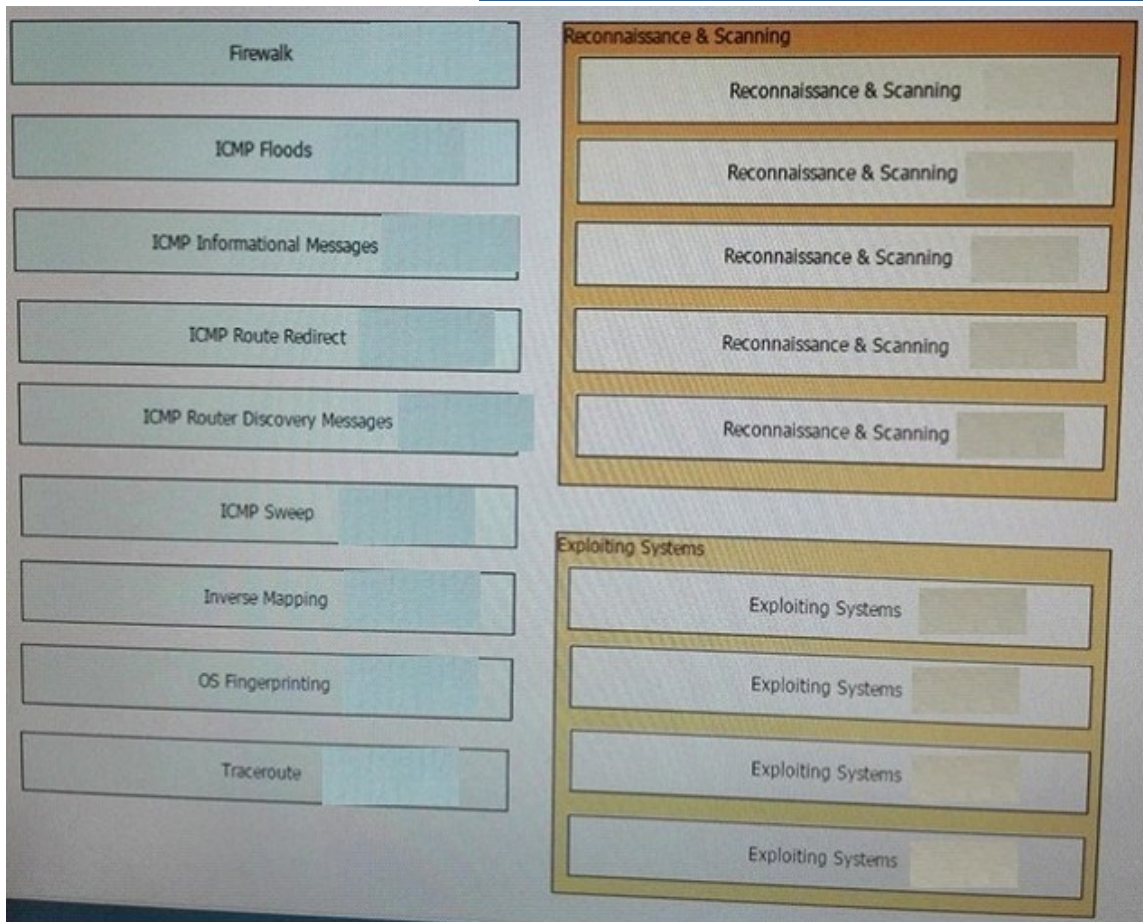 Firewalk
ICMP Floods
ICMP Informational Messages
ICMP Route Redirect
ICMP Router Discovery Messages
ICMP Sweep
Inverse Mapping
OS Fingerprinting
Traceroute
Reconnaissance & Scanning
Reconnaissance & Scanning
Reconnaissance & Scanning
Reconnaissance & Scanning
Reconnaissance & Scanning
Reconnaissance & Scanning
Exploiting Systems
Exploiting Systems
Exploiting Systems
Exploiting Systems
Exploiting Systems